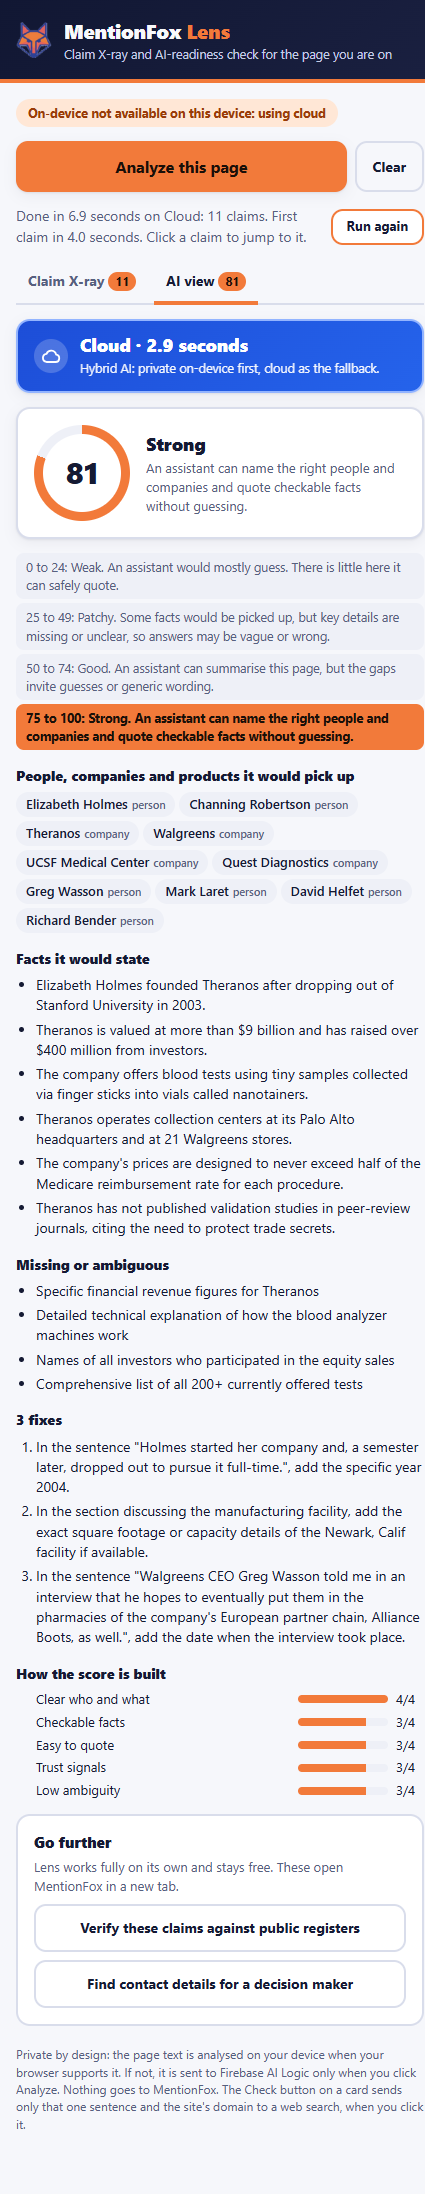 MentionFox Lens
Claim X-ray and AI-readiness check for the page you are on
On-device not available on this device: using cloud
Analyze this page
Clear
Done in 6.9 seconds on Cloud: 11 claims. First
claim in 4.0 seconds. Click a claim to jump to it.
Run again
Claim X-ray 11
AI view 81
Cloud · 2.9 seconds
Hybrid AI: private on-device first, cloud as the fallback.
81
Strong
An assistant can name the right people and
companies and quote checkable facts
without guessing.
0 to 24: Weak. An assistant would mostly guess. There is little here it
can safely quote.
25 to 49: Patchy. Some facts would be picked up, but key details are
missing or unclear, so answers may be vague or wrong.
50 to 74: Good. An assistant can summarise this page, but the gaps
invite guesses or generic wording.
75 to 100: Strong. An assistant can name the right people and
companies and quote checkable facts without guessing.
People, companies and products it would pick up
Elizabeth Holmes person
Channing Robertson person
Theranos company
Walgreens company
UCSF Medical Center company
Quest Diagnostics company
Greg Wasson person
Mark Laret person
David Helfet person
Richard Bender person
Facts it would state
• Elizabeth Holmes founded Theranos after dropping out of
Stanford University in 2003.
• Theranos is valued at more than $9 billion and has raised over
$400 million from investors.
• The company offers blood tests using tiny samples collected
via finger sticks into vials called nanotainers.
• Theranos operates collection centers at its Palo Alto
headquarters and at 21 Walgreens stores.
• The company's prices are designed to never exceed half of the
Medicare reimbursement rate for each procedure.
• Theranos has not published validation studies in peer-review
journals, citing the need to protect trade secrets.
Missing or ambiguous
• Specific financial revenue figures for Theranos
• Detailed technical explanation of how the blood analyzer
machines work
• Names of all investors who participated in the equity sales
• Comprehensive list of all 200+ currently offered tests
3 fixes
1. In the sentence "Holmes started her company and, a semester
later, dropped out to pursue it full-time.", add the specific year
2004.
2. In the section discussing the manufacturing facility, add the
exact square footage or capacity details of the Newark, Calif
facility if available.
3. In the sentence "Walgreens CEO Greg Wasson told me in an
interview that he hopes to eventually put them in the
pharmacies of the company's European partner chain, Alliance
Boots, as well.", add the date when the interview took place.
How the score is built
Clear who and what 4/4
Checkable facts 3/4
Easy to quote 3/4
Trust signals 3/4
Low ambiguity 3/4
Go further
Lens works fully on its own and stays free. These open
MentionFox in a new tab.
Verify these claims against public registers
Find contact details for a decision maker
Private by design: the page text is analysed on your device when your
browser supports it. If not, it is sent to Firebase AI Logic only when you click
Analyze. Nothing goes to MentionFox. The Check button on a card sends
only that one sentence and the site's domain to a web search, when you click
it.